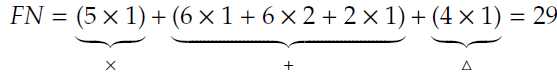 FN = (5 × 1) + (6 × 1 + 6 × 2 + 2 × 1) + (4 × 1) = 29
× + △